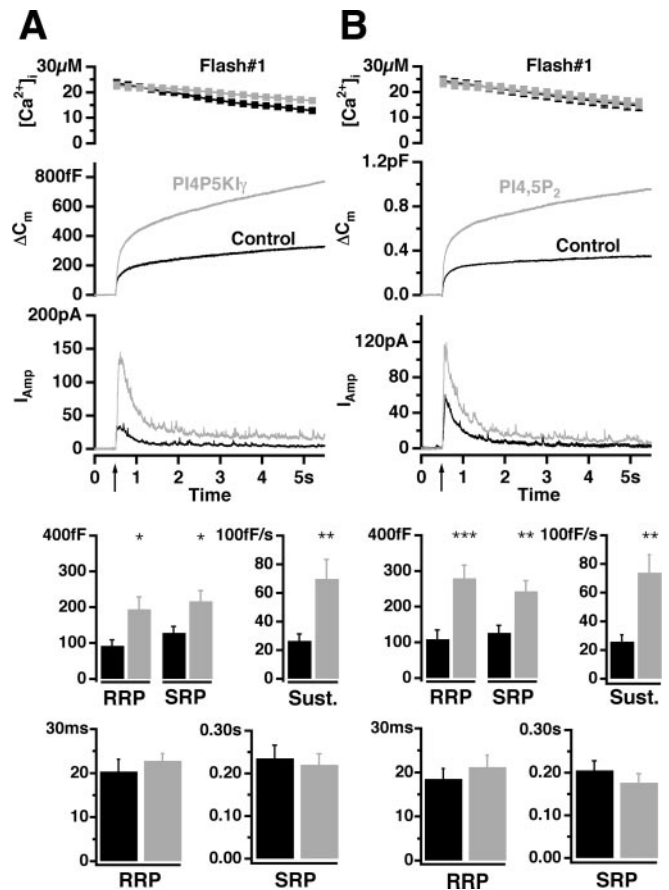 A
B
30µM
20
10
0
[Ca2+]i
Flash#1
30µM
20
10
0
[Ca2+]i
Flash#1
800fF
600
400
200
0
ΔCm
PI4P5KIγ
Control
1.2pF
0.8
0.4
0.0
ΔCm
PI4,5P2
Control
200pA
150
100
50
0
IAmp
0 1 2 3 4 5s
Time
120pA
80
40
0
IAmp
0 1 2 3 4 5s
Time
400fF
300
200
100
0
* *
RRP SRP
100fF/s
80
60
40
20
0
**
Sust.
400fF
300
200
100
0
*** **
RRP SRP
100fF/s
80
60
40
20
0
**
Sust.
30ms
20
10
0
RRP
0.30s
0.20
0.10
0.00
SRP
30ms
20
10
0
RRP
0.30s
0.20
0.10
0.00
SRP